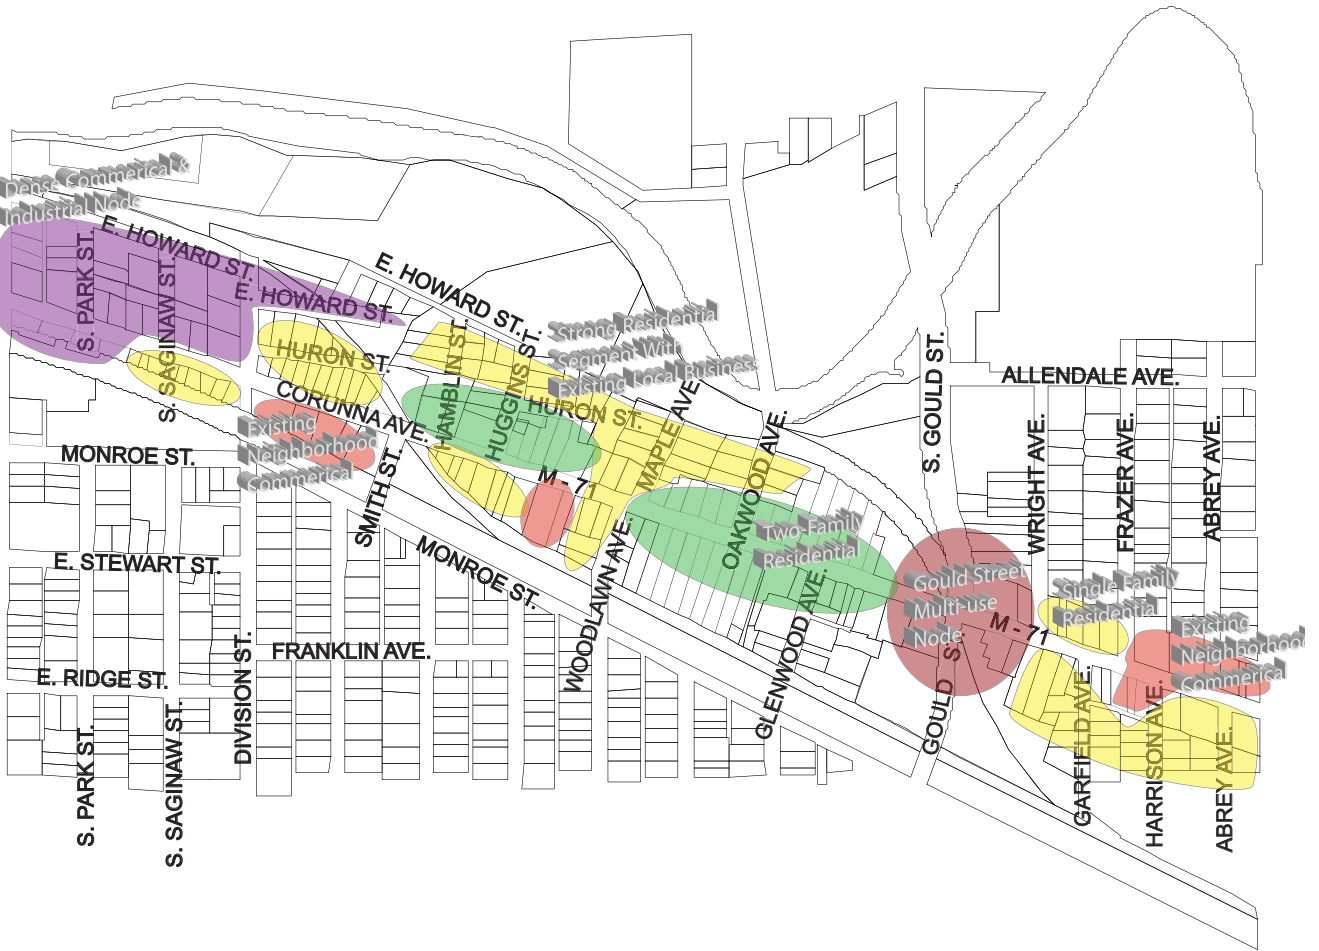 Dense Commerical &
Industrial Node
E. HOWARD ST.
E. HOWARD ST.
E. HOWARD ST.
S. PARK ST.
S. SAGINAW ST.
HURON ST.
CORUNNA AVE.
HAMBLIN ST.
HUGGINS ST.
Strong Residential
Segment With
Existing Local Business
HURON ST.
MAPLE AVE.
OAKWOOD AVE.
S. GOULD ST.
ALLENDALE AVE.
WRIGHT AVE.
FRAZER AVE.
ABREY AVE.
Existing
Neighborhood
Commerical
MONROE ST.
SMITH ST.
M - 71
E. STEWART ST.
MONROE ST.
WOODLAWN AVE.
Two-Family
Residential
GLENWOOD AVE.
Gould Street
Multi-use
Node
GOULD ST.
M - 71
Single Family
Residential
Existing
Neighborhood
Commerical
DIVISION ST.
FRANKLIN AVE.
E. RIDGE ST.
S. PARK ST.
S. SAGINAW ST.
GARFIELD AVE.
HARRISON AVE.
ABREY AVE.